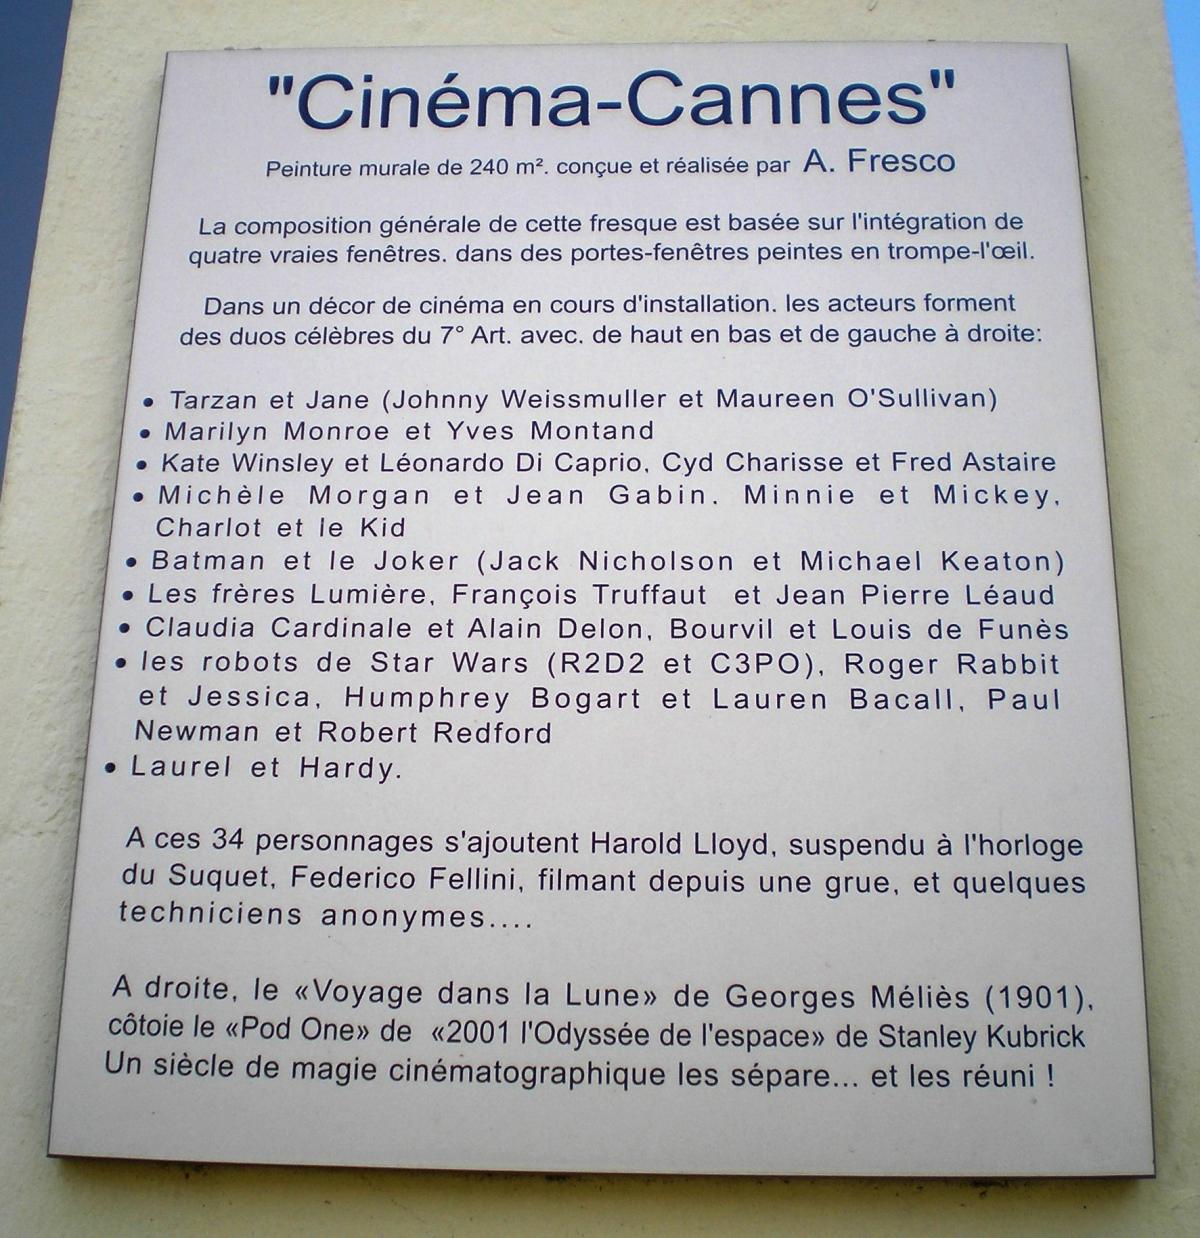 "Cinéma-Cannes"
Peinture murale de 240 m². conçue et réalisée par A. Fresco
La composition générale de cette fresque est basée sur l'intégration de
quatre vraies fenêtres. dans des portes-fenêtres peintes en trompe-l'œil.
Dans un décor de cinéma en cours d'installation. les acteurs forment
des duos célèbres du 7° Art. avec. de haut en bas et de gauche à droite:
• Tarzan et Jane (Johnny Weissmuller et Maureen O'Sullivan)
• Marilyn Monroe et Yves Montand
• Kate Winsley et Léonardo Di Caprio, Cyd Charisse et Fred Astaire
• Michèle Morgan et Jean Gabin. Minnie et Mickey,
Charlot et le Kid
• Batman et le Joker (Jack Nicholson et Michael Keaton)
• Les frères Lumière, François Truffaut et Jean Pierre Léaud
• Claudia Cardinale et Alain Delon, Bourvil et Louis de Funès
• les robots de Star Wars (R2D2 et C3PO), Roger Rabbit
et Jessica, Humphrey Bogart et Lauren Bacall, Paul
Newman et Robert Redford
• Laurel et Hardy.
A ces 34 personnages s'ajoutent Harold Lloyd, suspendu à l'horloge
du Suquet, Federico Fellini, filmant depuis une grue, et quelques
techniciens anonymes....
A droite, le «Voyage dans la Lune» de Georges Méliès (1901),
côtoie le «Pod One» de «2001 l'Odyssée de l'espace» de Stanley Kubrick
Un siècle de magie cinématographique les sépare... et les réuni !